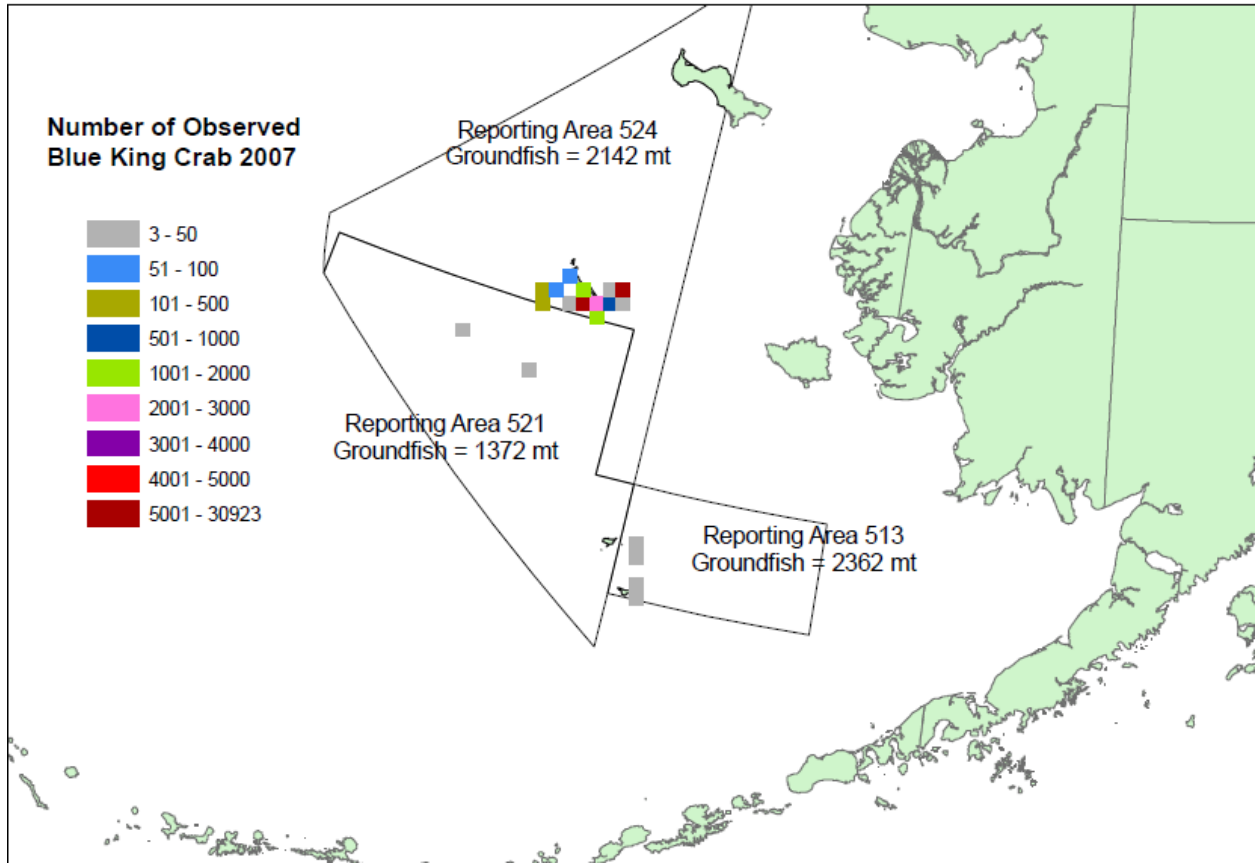 Number of Observed
Blue King Crab 2007
3 - 50
51 - 100
101 - 500
501 - 1000
1001 - 2000
2001 - 3000
3001 - 4000
4001 - 5000
5001 - 30923
Reporting Area 524
Groundfish = 2142 mt
Reporting Area 521
Groundfish = 1372 mt
Reporting Area 513
Groundfish = 2362 mt